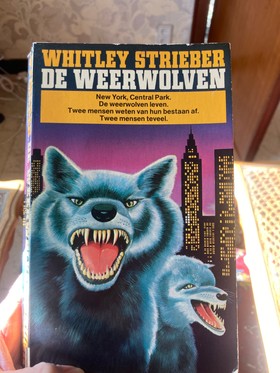 WHITLEY STRIEBER
DE WEERWOLVEN
New York, Central Park.
De weerwolven leven.
Twee mensen weten van hun bestaan af.
Twee mensen teveel.